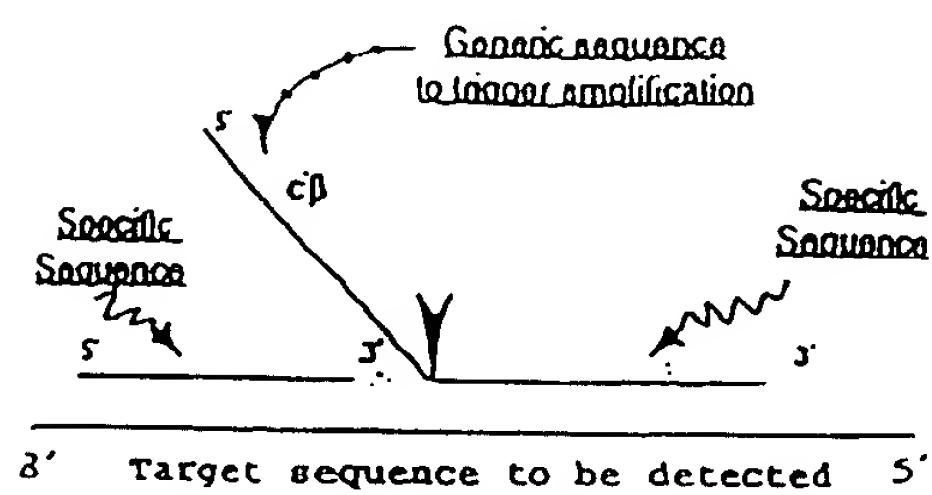 Generic sequence
to trigger amplification
5'
c'β
Specific
Sequence
Specific
Sequence
5'
3'
3'
3' Target sequence to be detected 5'